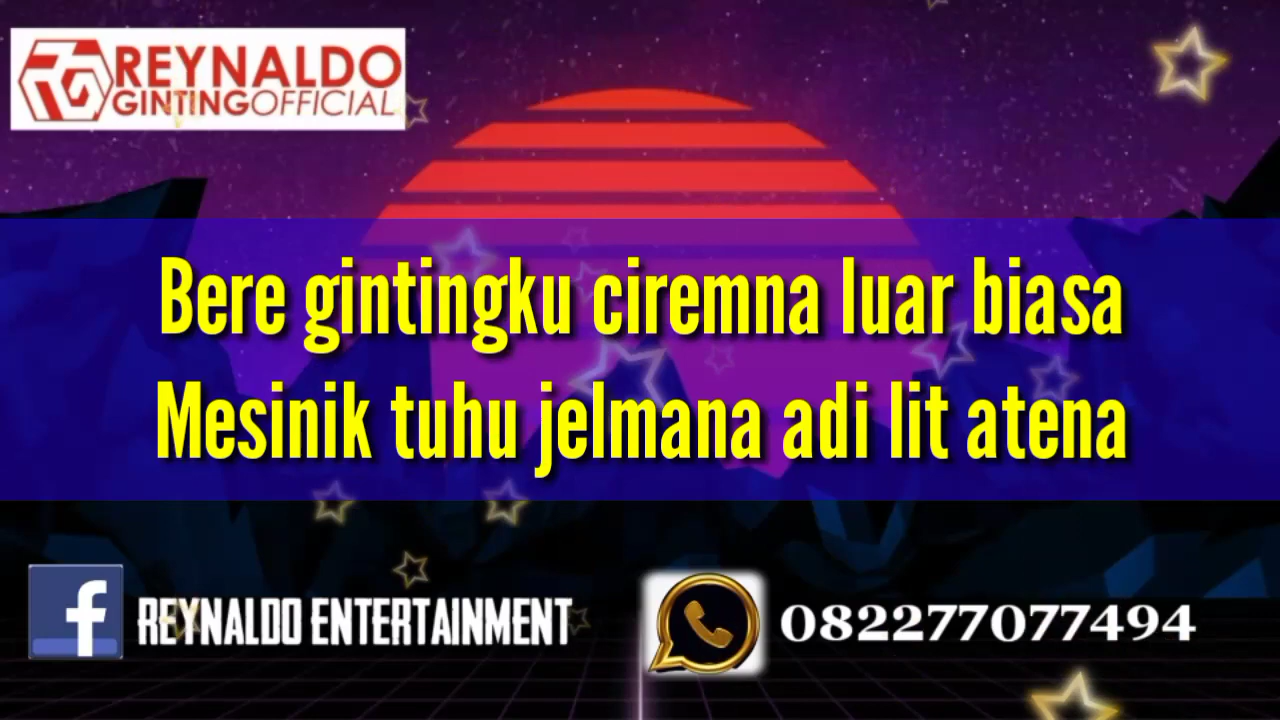 REYNALDO
GINTINGOFFICIAL
Bere gintingku ciremna luar biasa
Mesinik tuhu jelmana adi lit atena
f REYNALDO ENTERTAINMENT
082277077494